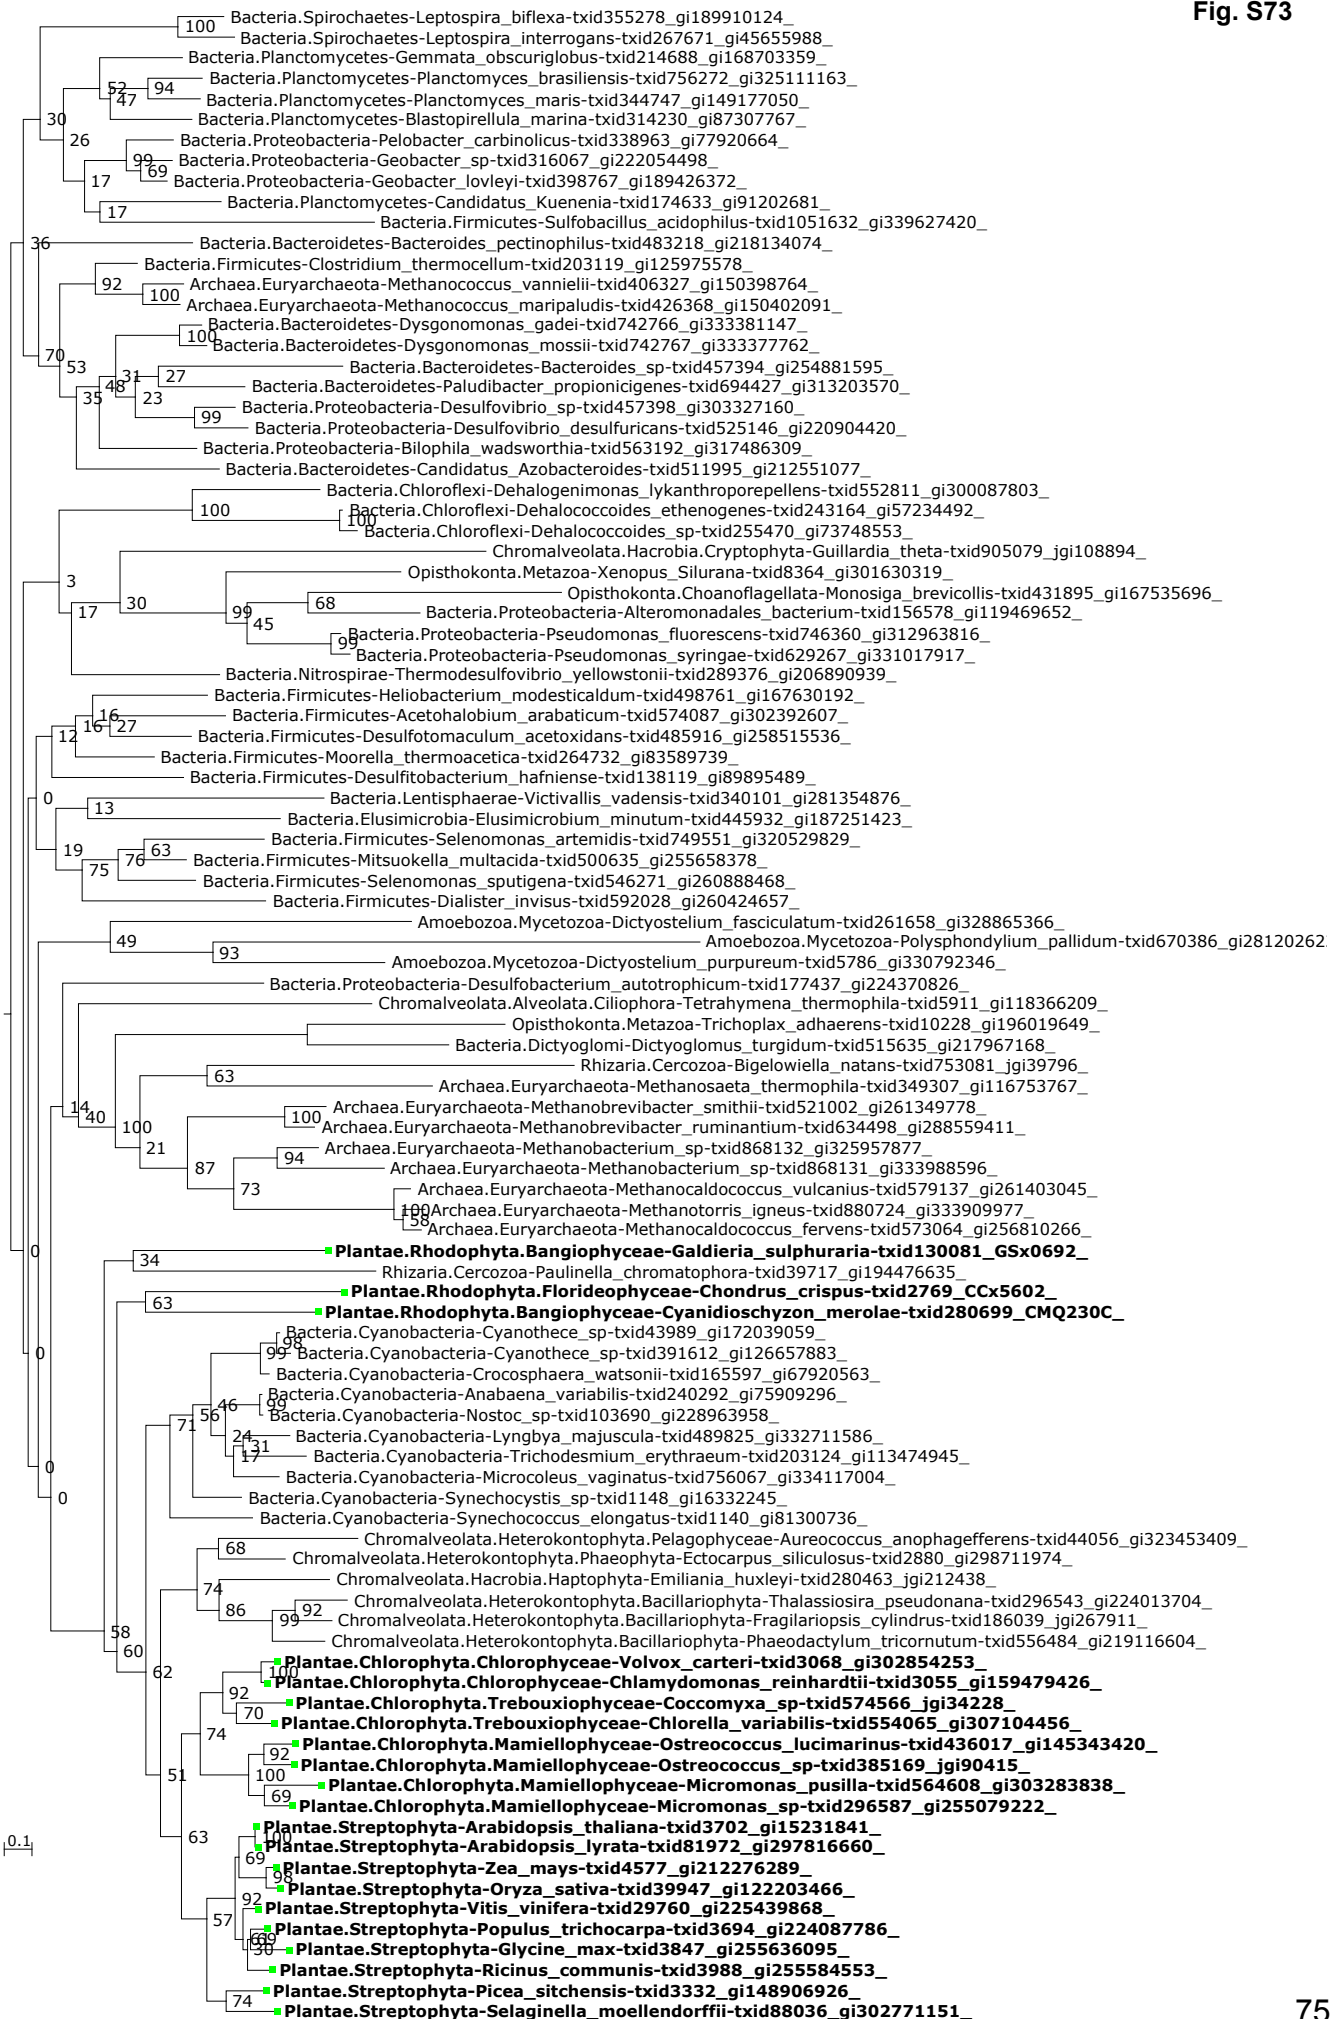 Fig. S73
Bacteria.Spirochaetes-Leptospira_biflexa-txid355278_gi189910124_
100
Bacteria.Spirochaetes-Leptospira_interrogans-txid267671_gi45655988_
Bacteria.Planctomycetes-Gemmata_obscuriglobus-txid214688_gi168703359_
Bacteria.Planctomycetes-Planctomyces_brasiliensis-txid756272_gi325111163_
52 94
47 Bacteria.Planctomycetes-Planctomyces_maris-txid344747_gi149177050_
30 Bacteria.Planctomycetes-Blastopirellula_marina-txid314230_gi87307767_
26 Bacteria.Proteobacteria-Pelobacter_carbinolicus-txid338963_gi77920664_
99 Bacteria.Proteobacteria-Geobacter_sp-txid316067_gi222054498_
69
17 Bacteria.Proteobacteria-Geobacter_lovleyi-txid398767_gi189426372_
Bacteria.Planctomycetes-Candidatus_Kuenenia-txid174633_gi91202681_
17
Bacteria.Firmicutes-Sulfobacillus_acidophilus-txid1051632_gi339627420_
36 Bacteria.Bacteroidetes-Bacteroides_pectinophilus-txid483218_gi218134074_
Bacteria.Firmicutes-Clostridium_thermocellum-txid203119_gi125975578_
92 Archaea.Euryarchaeota-Methanococcus_vannielii-txid406327_gi150398764_
100
Archaea.Euryarchaeota-Methanococcus_maripaludis-txid426368_gi150402091_
Bacteria.Bacteroidetes-Dysgonomonas_gadei-txid742766_gi333381147_
100
Bacteria.Bacteroidetes-Dysgonomonas_mossii-txid742767_gi333377762_
70
53 Bacteria.Bacteroidetes-Bacteroides_sp-txid457394_gi254881595_
31 27
48 Bacteria.Bacteroidetes-Paludibacter_propionicigenes-txid694427_gi313203570_
35 23
Bacteria.Proteobacteria-Desulfovibrio_sp-txid457398_gi303327160_
99
Bacteria.Proteobacteria-Desulfovibrio_desulfuricans-txid525146_gi220904420_
Bacteria.Proteobacteria-Bilophila_wadsworthia-txid563192_gi317486309_
Bacteria.Bacteroidetes-Candidatus_Azobacteroides-txid511995_gi212551077_
Bacteria.Chloroflexi-Dehalogenimonas_lykanthroporepellens-txid552811_gi300087803_
100 Bacteria.Chloroflexi-Dehalococcoides_ethenogenes-txid243164_gi57234492_
100
Bacteria.Chloroflexi-Dehalococcoides_sp-txid255470_gi73748553_
Chromalveolata.Hacrobia.Cryptophyta-Guillardia_theta-txid905079_jgi108894_
3 Opisthokonta.Metazoa-Xenopus_Silurana-txid8364_gi301630319_
Opisthokonta.Choanoflagellata-Monosiga_brevicollis-txid431895_gi167535696_
17 30 99 68
Bacteria.Proteobacteria-Alteromonadales_bacterium-txid156578_gi119469652_
45
Bacteria.Proteobacteria-Pseudomonas_fluorescens-txid746360_gi312963816_
99
Bacteria.Proteobacteria-Pseudomonas_syringae-txid629267_gi331017917_
Bacteria.Nitrospirae-Thermodesulfovibrio_yellowstonii-txid289376_gi206890939_
Bacteria.Firmicutes-Heliobacterium_modesticaldum-txid498761_gi167630192_
16 Bacteria.Firmicutes-Acetohalobium_arabaticum-txid574087_gi302392607_
16 27
12 Bacteria.Firmicutes-Desulfotomaculum_acetoxidans-txid485916_gi258515536_
Bacteria.Firmicutes-Moorella_thermoacetica-txid264732_gi83589739_
Bacteria.Firmicutes-Desulfitobacterium_hafniense-txid138119_gi89895489_
0 Bacteria.Lentisphaerae-Victivallis_vadensis-txid340101_gi281354876_
13
Bacteria.Elusimicrobia-Elusimicrobium_minutum-txid445932_gi187251423_
Bacteria.Firmicutes-Selenomonas_artemidis-txid749551_gi320529829_
19 63
76 Bacteria.Firmicutes-Mitsuokella_multacida-txid500635_gi255658378_
75
Bacteria.Firmicutes-Selenomonas_sputigena-txid546271_gi260888468_
Bacteria.Firmicutes-Dialister_invisus-txid592028_gi260424657_
Amoebozoa.Mycetozoa-Dictyostelium_fasciculatum-txid261658_gi328865366_
49 Amoebozoa.Mycetozoa-Polysphondylium_pallidum-txid670386_gi28120262
93
Amoebozoa.Mycetozoa-Dictyostelium_purpureum-txid5786_gi330792346_
Bacteria.Proteobacteria-Desulfobacterium_autotrophicum-txid177437_gi224370826_
Chromalveolata.Alveolata.Ciliophora-Tetrahymena_thermophila-txid5911_gi118366209_
Opisthokonta.Metazoa-Trichoplax_adhaerens-txid10228_gi196019649_
Bacteria.Dictyoglomi-Dictyoglomus_turgidum-txid515635_gi217967168_
Rhizaria.Cercozoa-Bigelowiella_natans-txid753081_jgi39796_
63
Archaea.Euryarchaeota-Methanosaeta_thermophila-txid349307_gi116753767_
14 Archaea.Euryarchaeota-Methanobrevibacter_smithii-txid521002_gi261349778_
40 100
100 Archaea.Euryarchaeota-Methanobrevibacter_ruminantium-txid634498_gi288559411_
21 Archaea.Euryarchaeota-Methanobacterium_sp-txid868132_gi325957877_
94
87 Archaea.Euryarchaeota-Methanobacterium_sp-txid868131_gi333988596_
73 Archaea.Euryarchaeota-Methanocaldococcus_vulcanius-txid579137_gi261403045_
100 Archaea.Euryarchaeota-Methanotorris_igneus-txid880724_gi333909977_
58
Archaea.Euryarchaeota-Methanocaldococcus_fervens-txid573064_gi256810266_
0 Plantae.Rhodophyta.Bangiophyceae-Galdieria_sulphuraria-txid130081_GSx0692_
34
Rhizaria.Cercozoa-Paulinella_chromatophora-txid39717_gi194476635_
Plantae.Rhodophyta.Florideophyceae-Chondrus_crispus-txid2769_CCx5602_
63
Plantae.Rhodophyta.Bangiophyceae-Cyanidioschyzon_merolae-txid280699_CMQ230C_
Bacteria.Cyanobacteria-Cyanothece_sp-txid43989_gi172039059_
98
0 99 Bacteria.Cyanobacteria-Cyanothece_sp-txid391612_gi126657883_
Bacteria.Cyanobacteria-Crocosphaera_watsonii-txid165597_gi67920563_
Bacteria.Cyanobacteria-Anabaena_variabilis-txid240292_gi75909296_
46 99
56 Bacteria.Cyanobacteria-Nostoc_sp-txid103690_gi228963958_
71
24 Bacteria.Cyanobacteria-Lyngbya_majuscula-txid489825_gi332711586_
31
17 Bacteria.Cyanobacteria-Trichodesmium_erythraeum-txid203124_gi113474945_
0 Bacteria.Cyanobacteria-Microcoleus_vaginatus-txid756067_gi334117004_
0 Bacteria.Cyanobacteria-Synechocystis_sp-txid1148_gi16332245_
Bacteria.Cyanobacteria-Synechococcus_elongatus-txid1140_gi81300736_
Chromalveolata.Heterokontophyta.Pelagophyceae-Aureococcus_anophagefferens-txid44056_gi323453409_
68
Chromalveolata.Heterokontophyta.Phaeophyta-Ectocarpus_siliculosus-txid2880_gi298711974_
74 Chromalveolata.Hacrobia.Haptophyta-Emiliania_huxleyi-txid280463_jgi212438_
Chromalveolata.Heterokontophyta.Bacillariophyta-Thalassiosira_pseudonana-txid296543_gi224013704_
86 92
99 Chromalveolata.Heterokontophyta.Bacillariophyta-Fragilariopsis_cylindrus-txid186039_jgi267911_
58 Chromalveolata.Heterokontophyta.Bacillariophyta-Phaeodactylum_tricornutum-txid556484_gi219116604_
60
62 Plantae.Chlorophyta.Chlorophyceae-Volvox_carteri-txid3068_gi302854253_
100
Plantae.Chlorophyta.Chlorophyceae-Chlamydomonas_reinhardtii-txid3055_gi159479426_
92 Plantae.Chlorophyta.Trebouxiophyceae-Coccomyxa_sp-txid574566_jgi34228_
70
Plantae.Chlorophyta.Trebouxiophyceae-Chlorella_variabilis-txid554065_gi307104456_
74
Plantae.Chlorophyta.Mamiellophyceae-Ostreococcus_lucimarinus-txid436017_gi145343420_
92
Plantae.Chlorophyta.Mamiellophyceae-Ostreococcus_sp-txid385169_jgi90415_
51 100
Plantae.Chlorophyta.Mamiellophyceae-Micromonas_pusilla-txid564608_gi303283838_
69
Plantae.Chlorophyta.Mamiellophyceae-Micromonas_sp-txid296587_gi255079222_
Plantae.Streptophyta-Arabidopsis_thaliana-txid3702_gi15231841_
0.1 63 100
Plantae.Streptophyta-Arabidopsis_lyrata-txid81972_gi297816660_
69
Plantae.Streptophyta-Zea_mays-txid4577_gi212276289_
98
Plantae.Streptophyta-Oryza_sativa-txid39947_gi122203466_
92
Plantae.Streptophyta-Vitis_vinifera-txid29760_gi225439868_
57
Plantae.Streptophyta-Populus_trichocarpa-txid3694_gi224087786_
69
30 Plantae.Streptophyta-Glycine_max-txid3847_gi255636095_
Plantae.Streptophyta-Ricinus_communis-txid3988_gi255584553_
Plantae.Streptophyta-Picea_sitchensis-txid3332_gi148906926_
74
Plantae.Streptophyta-Selaginella_moellendorffii-txid88036_gi302771151_
75